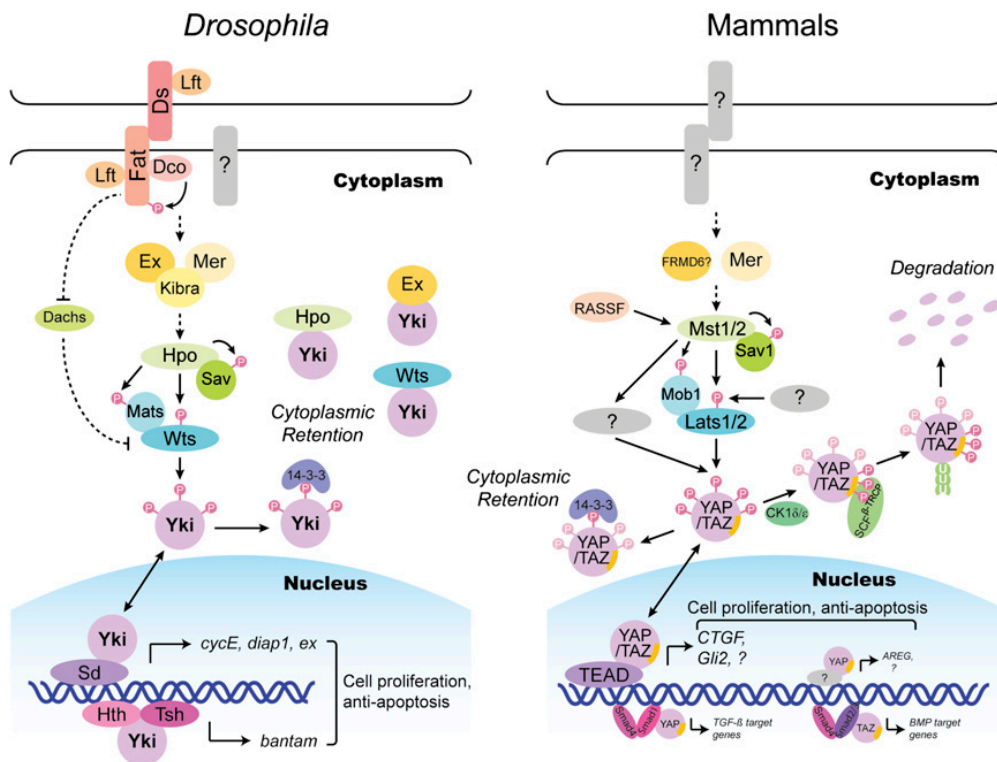 Drosophila
Ds
Lft
Fat
Lft
Dco
P
?
Cytoplasm
Ex
Mer
Kibra
Dachs
Hpo
P
Sav
P
Mats
P
Wts
Hpo
Yki
Ex
Yki
Wts
Yki
Cytoplasmic
Retention
14-3-3
P
P
P
P
Yki
P
P
P
Yki
Nucleus
Yki
Sd
cycE, diap1, ex
Hth
Tsh
Yki
bantam
Cell proliferation,
anti-apoptosis
Mammals
?
?
Cytoplasm
FRMD6?
Mer
RASSF
Mst1/2
P
Sav1
P
Mob1
P
Lats1/2
?
?
Degradation
Cytoplasmic
Retention
14-3-3
P
P
P
P
P
YAP
/TAZ
P
P
P
P
P
YAP
/TAZ
CK1δ/ε
P
P
P
P
P
P
P
YAP
/TAZ
SCF β-TRCP
P
P
P
P
P
P
P
P
YAP
/TAZ
Nucleus
Cell proliferation, anti-apoptosis
YAP
/TAZ
TEAD
CTGF,
Gli2, ?
YAP
?
AREG,
?
Smad4
Smad1
YAP
TGF-ß target
genes
Smad4
Smad2
TAZ
BMP target
genes